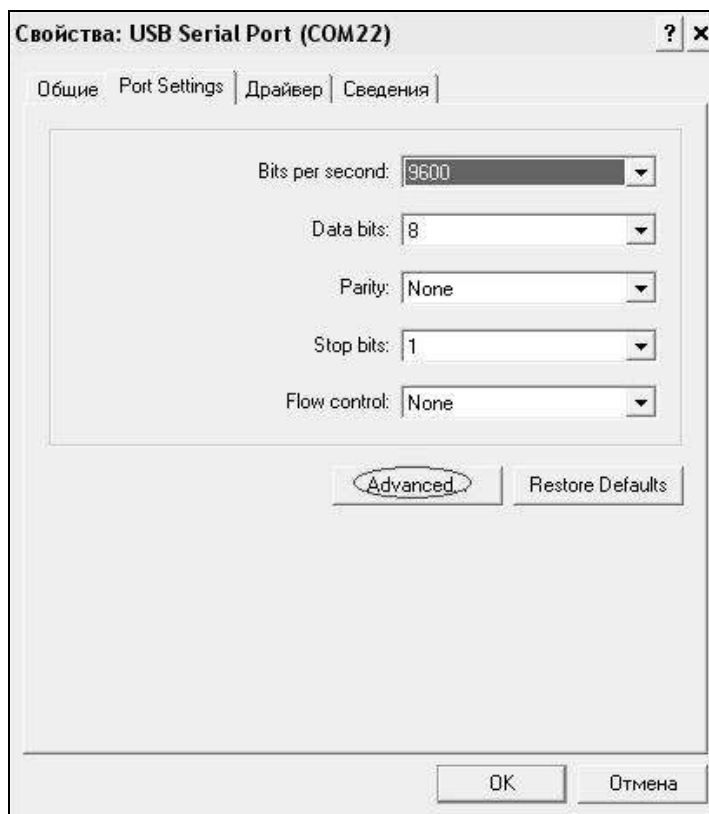 Свойства: USB Serial Port (COM22)
Общие Port Settings Драйвер Сведения
Bits per second: 9600
Data bits: 8
Parity: None
Stop bits: 1
Flow control: None
Advanced... Restore Defaults
OK Отмена